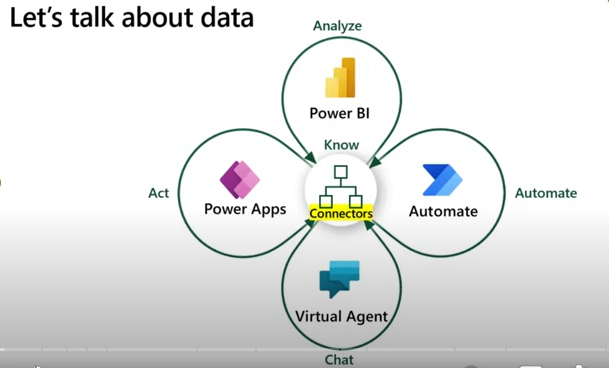 Let's talk about data
Analyze
Power BI
Know
Act
Power Apps
Connectors
Automate
Automate
Virtual Agent
Chat